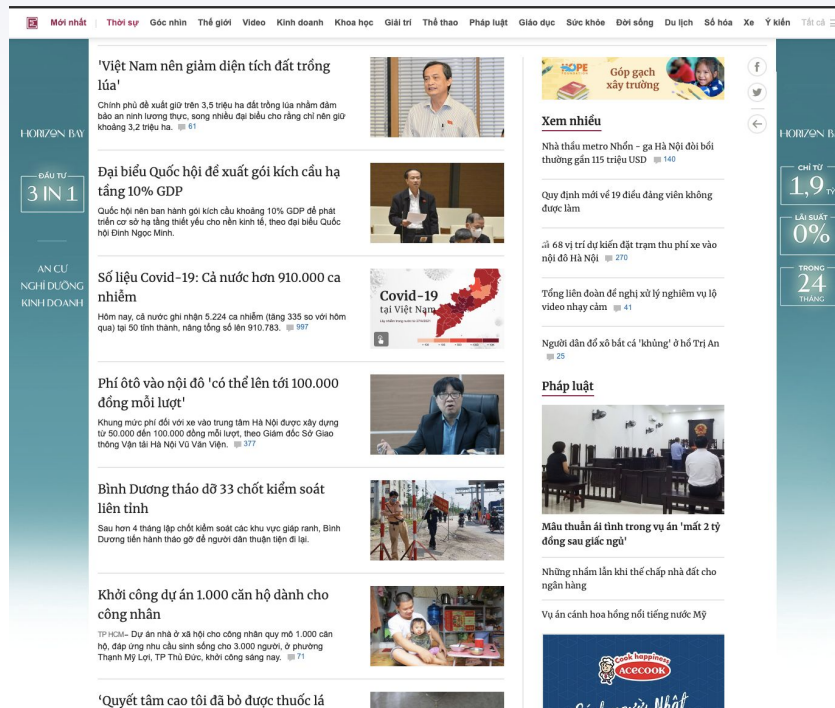 E
Mới nhất
Thời sự
Góc nhìn
Thế giới
Video
Kinh doanh
Khoa học
Giải trí
Thể thao
Pháp luật
Giáo dục
Sức khỏe
Đời sống
Du lịch
Số hóa
Xe
Ý kiến
Tất cả
HORIZON BAY
ĐẦU TƯ
3 IN 1
AN CƯ
NGHỈ DƯỠNG
KINH DOANH
'Việt Nam nên giảm diện tích đất trồng
lúa'
Chính phủ đề xuất giữ trên 3,5 triệu ha đất trồng lúa nhằm đảm
bảo an ninh lương thực, song nhiều đại biểu cho rằng chỉ nên giữ
khoảng 3,2 triệu ha. 61
Đại biểu Quốc hội đề xuất gói kích cầu hạ
tầng 10% GDP
Quốc hội nên ban hành gói kích cầu khoảng 10% GDP để phát
triển cơ sở hạ tầng thiết yếu cho nền kinh tế, theo đại biểu Quốc
hội Đinh Ngọc Minh.
Số liệu Covid-19: Cả nước hơn 910.000 ca
nhiễm
Hôm nay, cả nước ghi nhận 5.224 ca nhiễm (tăng 335 so với hôm
qua) tại 50 tỉnh thành, nâng tổng số lên 910.783. 997
Covid-19
tại Việt Nam
Phí ôtô vào nội đô 'có thể lên tới 100.000
đồng mỗi lượt'
Khung mức phí đối với xe vào trung tâm Hà Nội được xây dựng
từ 50.000 đến 100.000 đồng mỗi lượt, theo Giám đốc Sở Giao
thông Vận tải Hà Nội Vũ Văn Viện. 377
Bình Dương tháo dỡ 33 chốt kiểm soát
liên tỉnh
Sau hơn 4 tháng lập chốt kiểm soát các khu vực giáp ranh, Bình
Dương tiến hành tháo gỡ để người dân thuận tiện đi lại.
Khởi công dự án 1.000 căn hộ dành cho
công nhân
TP HCM– Dự án nhà ở xã hội cho công nhân quy mô 1.000 căn
hộ, đáp ứng nhu cầu sinh sống cho 3.000 người, ở phường
Thạnh Mỹ Lợi, TP Thủ Đức, khởi công sáng nay. 71
'Quyết tâm cao tôi đã bỏ được thuốc lá
HOPE
Góp gạch
xây trường
Xem nhiều
Nhà thầu metro Nhổn - ga Hà Nội đòi bồi
thường gần 115 triệu USD 140
Quy định mới về 19 điều đảng viên không
được làm
68 vị trí dự kiến đặt trạm thu phí xe vào
nội đô Hà Nội 270
Tổng liên đoàn đề nghị xử lý nghiêm vụ lộ
video nhạy cảm 41
Người dân đổ xô bắt cá 'khủng' ở hồ Trị An
25
Pháp luật
Mâu thuẫn ái tình trong vụ án 'mất 2 tỷ
đồng sau giấc ngủ'
Những nhầm lẫn khi thế chấp nhà đất cho
ngân hàng
Vụ án cánh hoa hồng nổi tiếng nước Mỹ
Cook happiness
ACECOOK
HORIZON B
CHỈ TỪ
1,9 TỶ
LÃI SUẤT
0%
TRONG
24
THÁNG